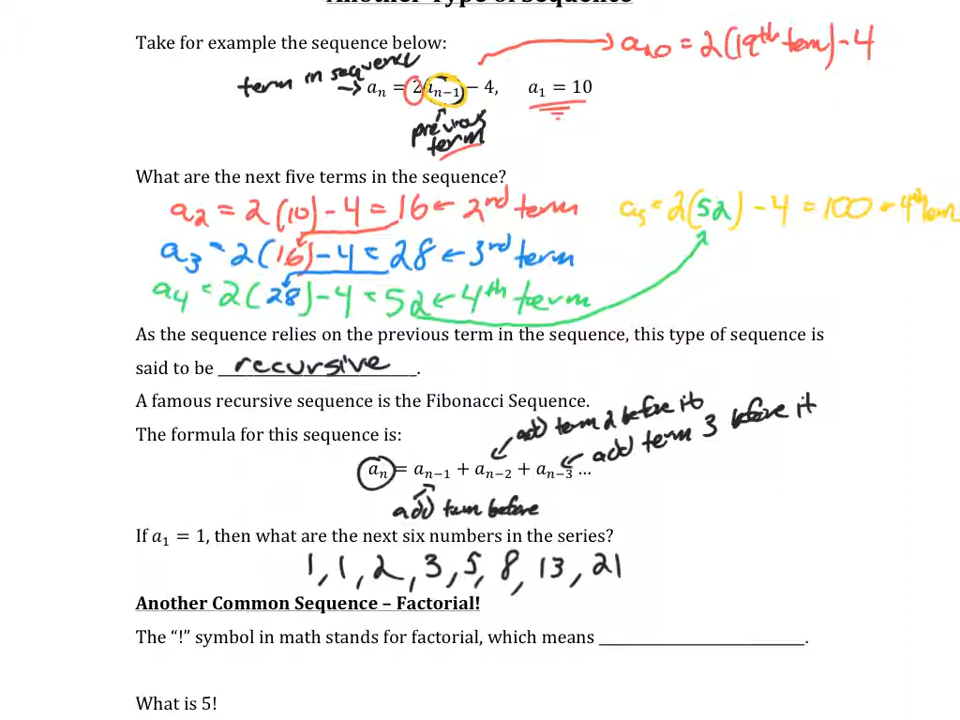 Another Type of Sequence
Take for example the sequence below:
a₂₀ = 2(19th term) - 4
term in sequence
→ aₙ = 2(aₙ₋₁) − 4, a₁ = 10
previous term
What are the next five terms in the sequence?
a₂ = 2(10) - 4 = 16 ← 2nd term
a₅ = 2(52) - 4 = 100 ← 4th term
a₃ = 2(16) - 4 = 28 ← 3rd term
a₄ = 2(28) - 4 = 52 ← 4th term
As the sequence relies on the previous term in the sequence, this type of sequence is
said to be recursive.
A famous recursive sequence is the Fibonacci Sequence.
add term 2 before it
The formula for this sequence is:
add term 3 before it
aₙ = aₙ₋₁ + aₙ₋₂ + aₙ₋₃ ...
add term before
If a₁ = 1, then what are the next six numbers in the series?
1, 1, 2, 3, 5, 8, 13, 21
Another Common Sequence – Factorial!
The “!” symbol in math stands for factorial, which means ____________________.
What is 5!